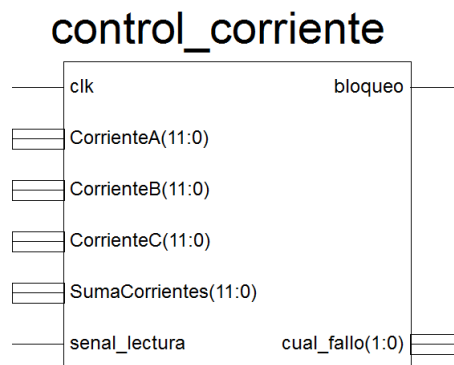 control_corriente
clk
bloqueo
CorrienteA(11:0)
CorrienteB(11:0)
CorrienteC(11:0)
SumaCorrientes(11:0)
senal_lectura
cual_fallo(1:0)